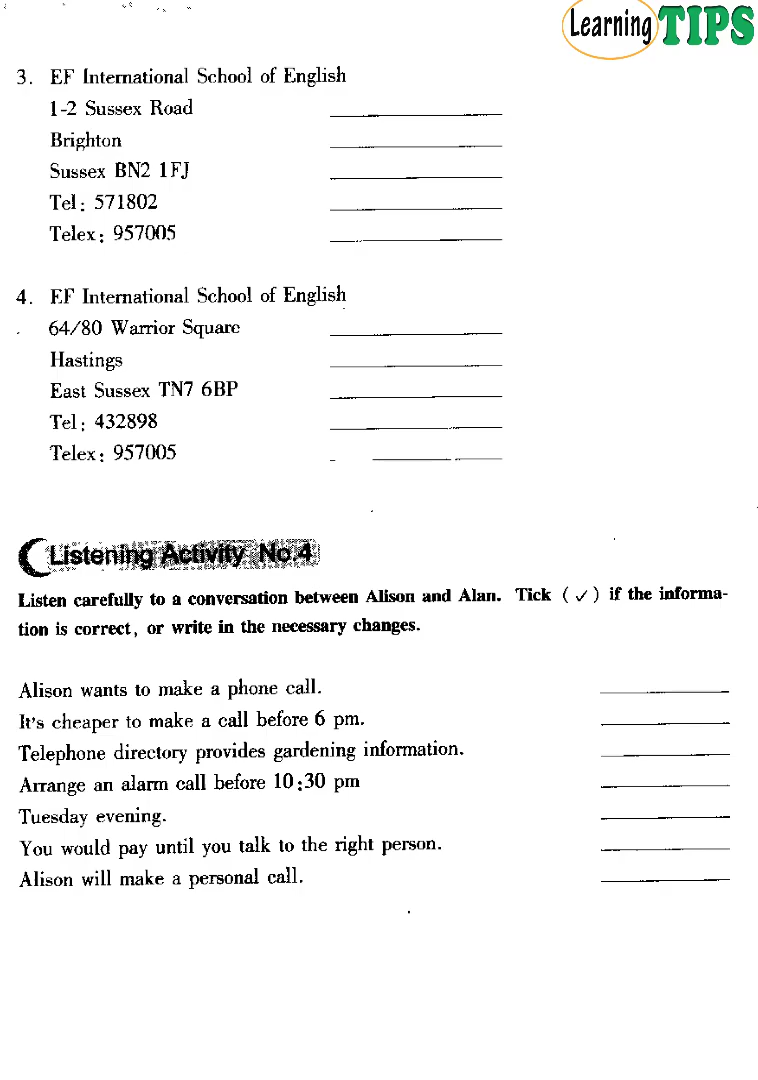 Learning TIPS
3. EF International School of English
1-2 Sussex Road
Brighton
Sussex BN2 1FJ
Tel: 571802
Telex: 957005
4. EF International School of English
64/80 Warrior Square
Hastings
East Sussex TN7 6BP
Tel: 432898
Telex: 957005
Listening Activity No.4
Listen carefully to a conversation between Alison and Alan. Tick (✓) if the informa-
tion is correct, or write in the necessary changes.
Alison wants to make a phone call.
It's cheaper to make a call before 6 pm.
Telephone directory provides gardening information.
Arrange an alarm call before 10:30 pm
Tuesday evening.
You would pay until you talk to the right person.
Alison will make a personal call.